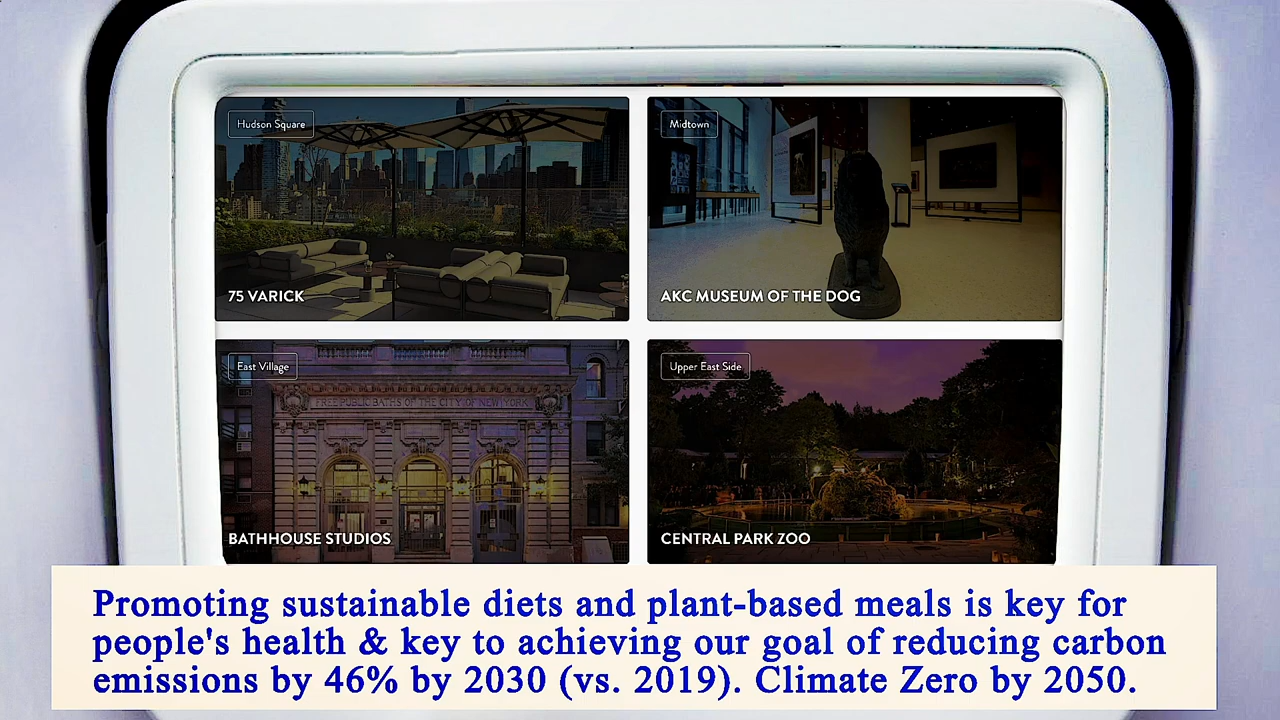 Hudson Square
Midtown
75 VARICK
AKC MUSEUM OF THE DOG
East Village
Upper East Side
FREE PUBLIC BATHS OF THE CITY OF NEW YORK
BATHHOUSE STUDIOS
CENTRAL PARK ZOO
Promoting sustainable diets and plant-based meals is key for
people's health & key to achieving our goal of reducing carbon
emissions by 46% by 2030 (vs. 2019). Climate Zero by 2050.